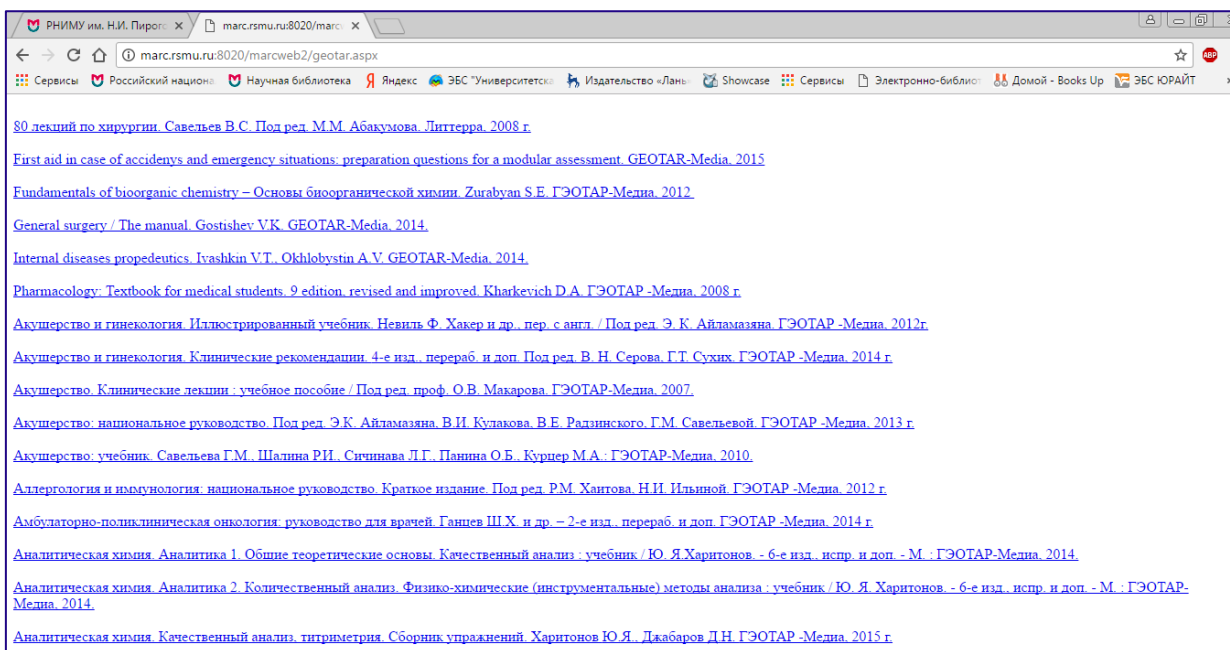 РНИМУ им. Н.И. Пирого
marc.rsmu.ru:8020/marc
marc.rsmu.ru:8020/marcweb2/geotar.aspx
ABP
Сервисы Российский национа Научная библиотека Яндекс ЭБС "Университетска Издательство «Лань Showcase Сервисы Электронно-библиот Домой - Books Up ЭБС ЮРАЙТ
80 лекций по хирургии. Савельев В.С. Под ред. М.М. Абакумова. Литтерра, 2008 г.
First aid in case of accidenys and emergency situations: preparation questions for a modular assessment. GEOTAR-Media, 2015
Fundamentals of bioorganic chemistry – Основы биоорганической химии. Zurabyan S.E. ГЭОТАР-Медиа, 2012
General surgery / The manual. Gostishev V.K. GEOTAR-Media, 2014.
Internal diseases propedeutics. Ivashkin V.T., Okhlobystin A.V. GEOTAR-Media, 2014.
Pharmacology: Textbook for medical students. 9 edition, revised and improved. Kharkevich D.A. ГЭОТАР -Медиа, 2008 г.
Акушерство и гинекология. Иллюстрированный учебник. Невиль Ф. Хакер и др., пер. с англ. / Под ред. Э. К. Айламазяна. ГЭОТАР -Медиа, 2012г.
Акушерство и гинекология. Клинические рекомендации. 4-е изд., перераб. и доп. Под ред. В. Н. Серова, Г.Т. Сухих. ГЭОТАР -Медиа, 2014 г.
Акушерство. Клинические лекции : учебное пособие / Под ред. проф. О.В. Макарова. ГЭОТАР-Медиа, 2007.
Акушерство: национальное руководство. Под ред. Э.К. Айламазяна, В.И. Кулакова, В.Е. Радзинского, Г.М. Савельевой. ГЭОТАР -Медиа, 2013 г.
Акушерство: учебник. Савельева Г.М., Шалина Р.И., Сичинава Л.Г., Панина О.Б., Курцер М.А.: ГЭОТАР-Медиа, 2010.
Аллергология и иммунология: национальное руководство. Краткое издание. Под ред. Р.М. Хаитова, Н.И. Ильиной. ГЭОТАР -Медиа, 2012 г.
Амбулаторно-поликлиническая онкология: руководство для врачей. Ганцев Ш.Х. и др. – 2-е изд., перераб. и доп. ГЭОТАР -Медиа, 2014 г.
Аналитическая химия. Аналитика 1. Общие теоретические основы. Качественный анализ : учебник / Ю. Я.Харитонов. - 6-е изд., испр. и доп. - М. : ГЭОТАР-Медиа, 2014.
Аналитическая химия. Аналитика 2. Количественный анализ. Физико-химические (инструментальные) методы анализа : учебник / Ю. Я. Харитонов. - 6-е изд., испр. и доп. - М. : ГЭОТАР-
Медиа, 2014.
Аналитическая химия. Качественный анализ, титриметрия. Сборник упражнений. Харитонов Ю.Я., Джабаров Д.Н. ГЭОТАР -Медиа, 2015 г.